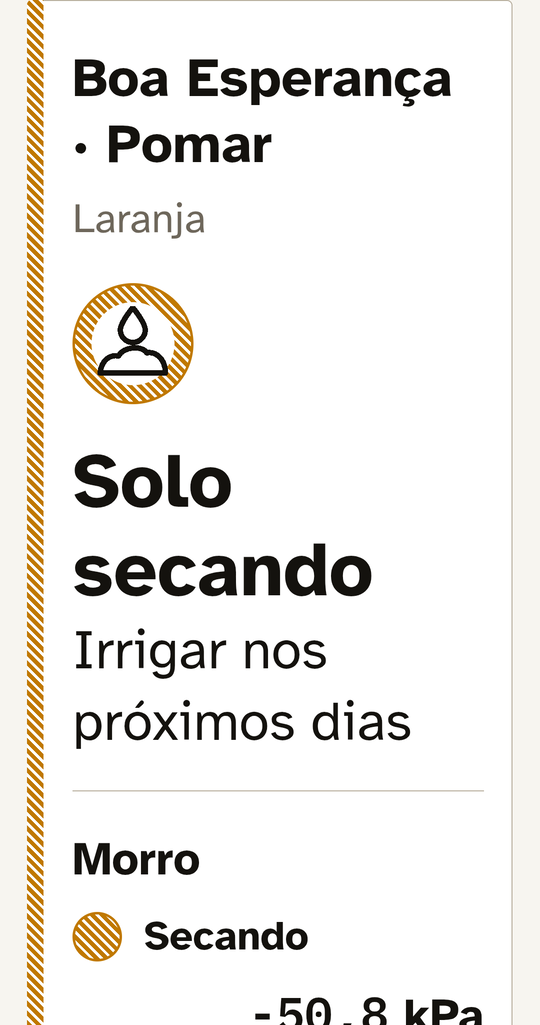 Boa Esperança
· Pomar
Laranja
Solo
secando
Irrigar nos
próximos dias
Morro
Secando
-50.8 kPa